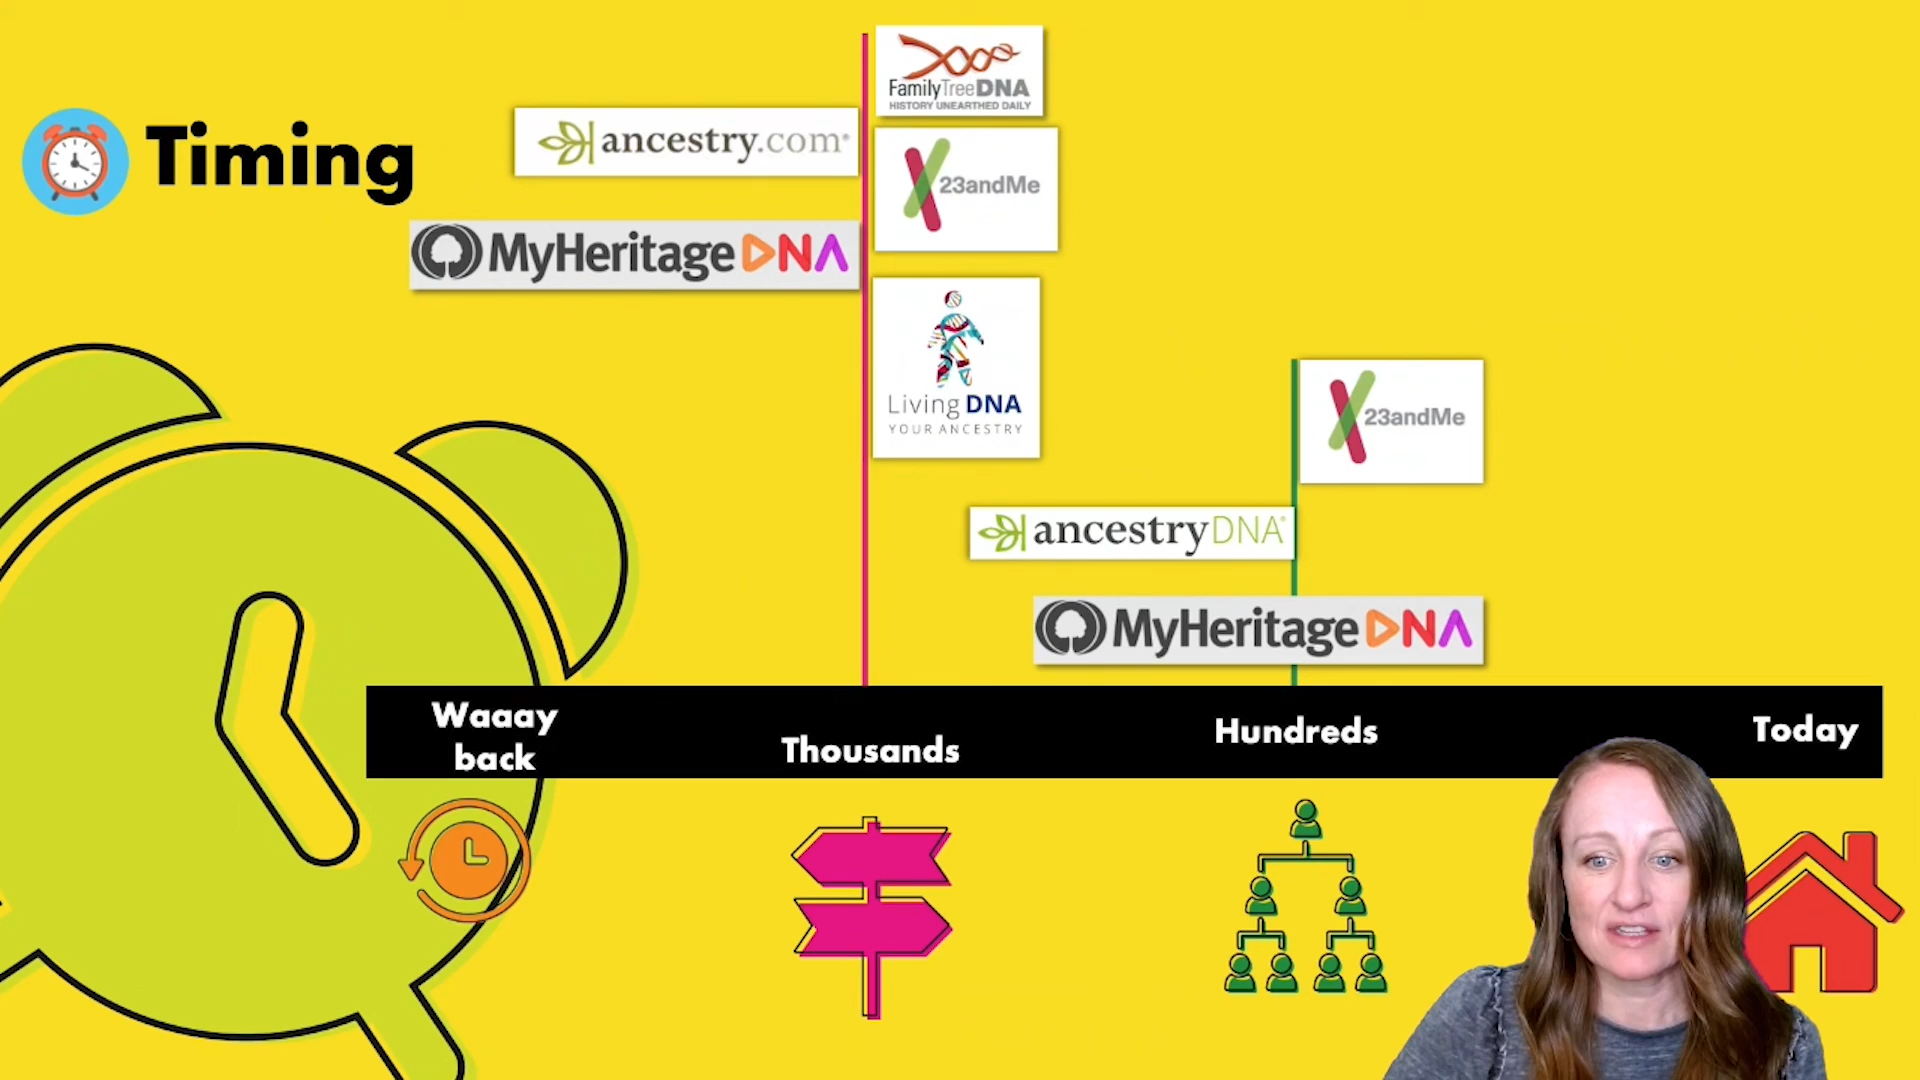 Timing
FamilyTreeDNA
HISTORY UNEARTHED DAILY
ancestry.com®
23andMe
MyHeritage DNA
Living DNA
YOUR ANCESTRY
23andMe
ancestryDNA®
MyHeritage DNA
Waaay
back
Thousands
Hundreds
Today